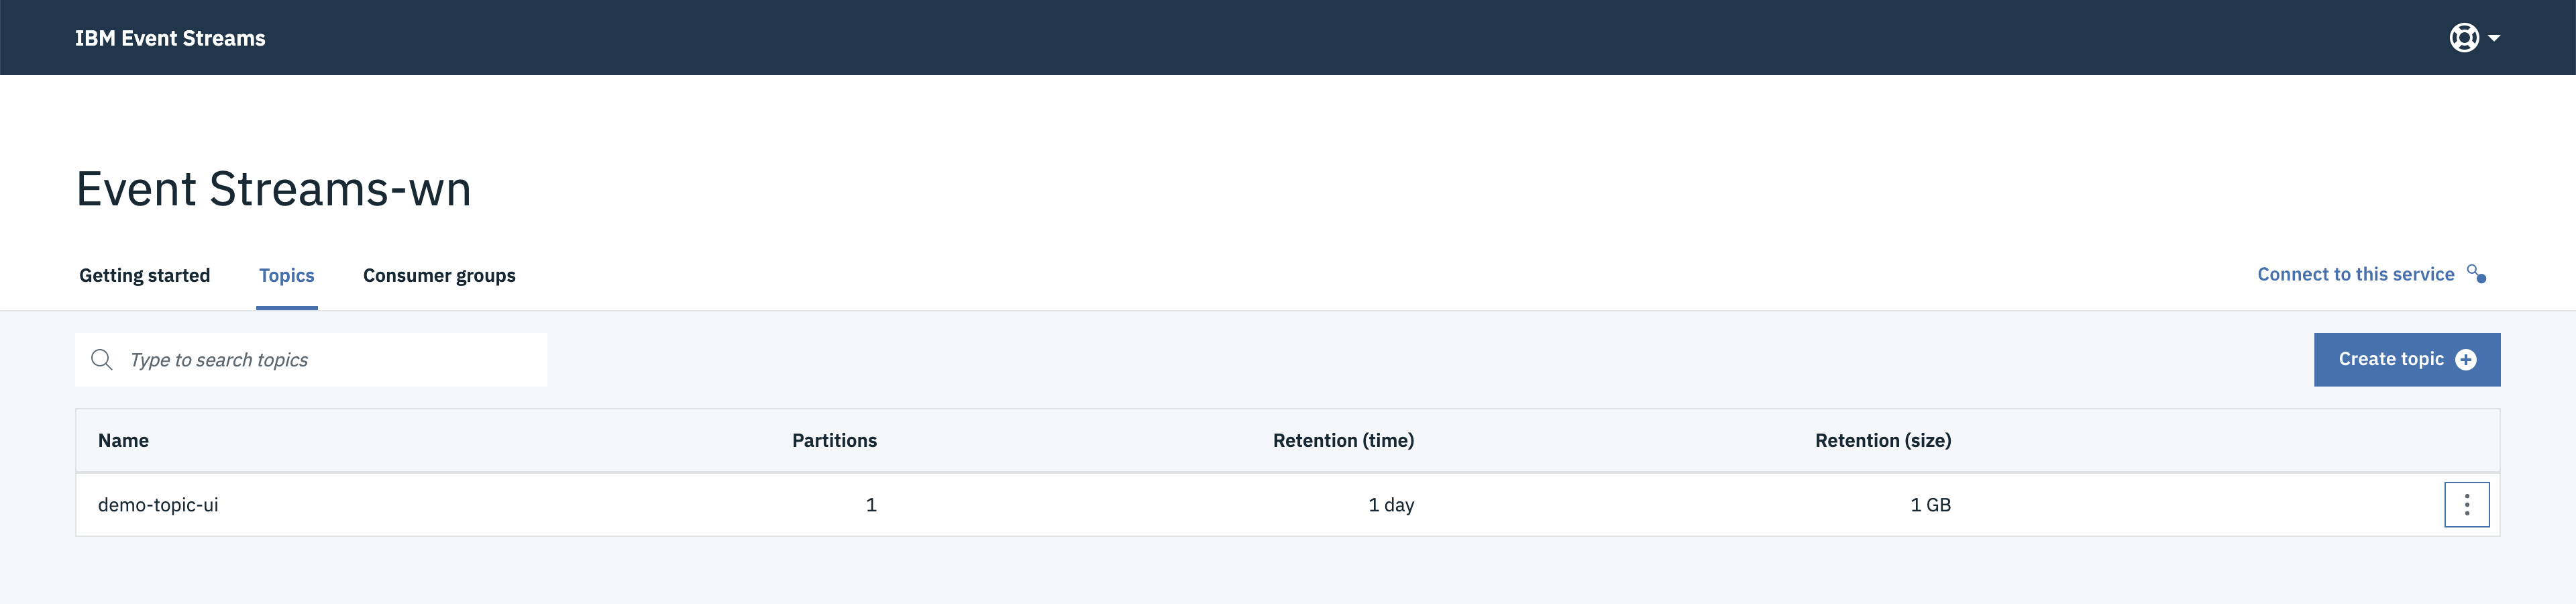 IBM Event Streams
Event Streams-wn
Getting started Topics Consumer groups Connect to this service
Type to search topics Create topic
Name Partitions Retention (time) Retention (size)
demo-topic-ui 1 1 day 1 GB